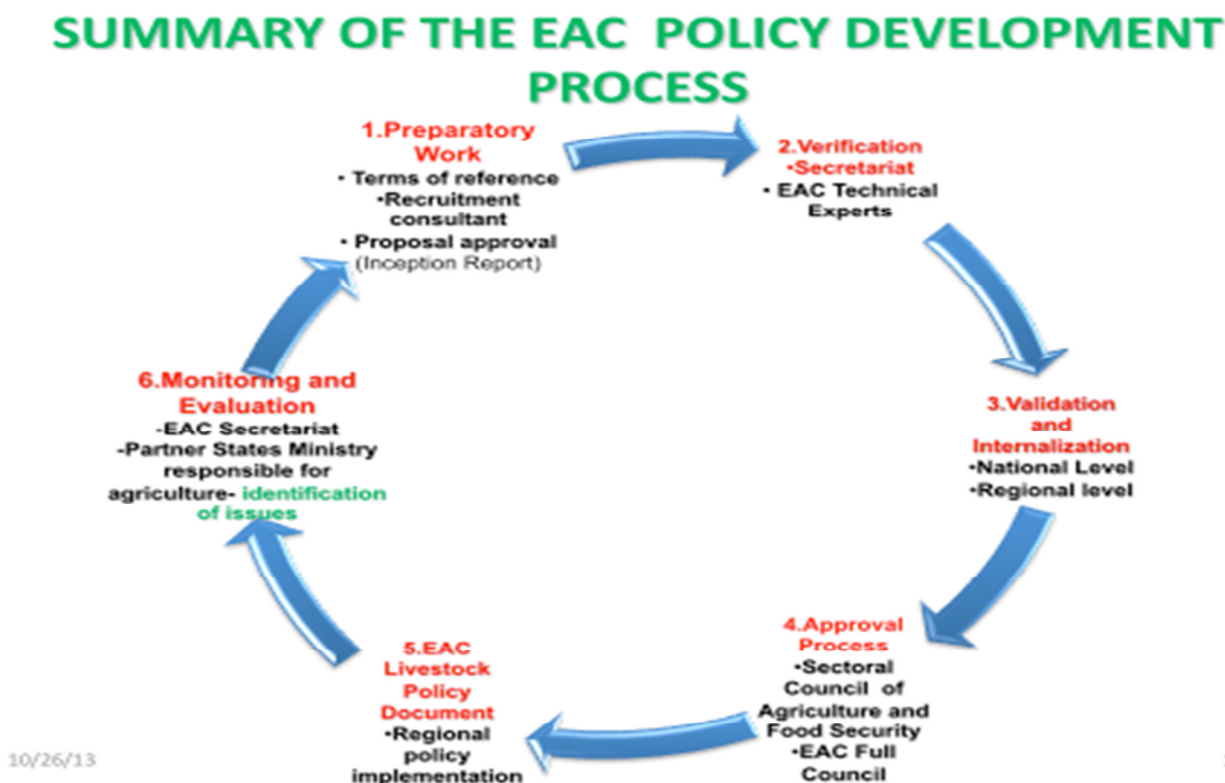 SUMMARY OF THE EAC POLICY DEVELOPMENT
PROCESS
1.Preparatory
Work
• Terms of reference
•Recruitment
consultant
• Proposal approval
(Inception Report)
2.Verification
•Secretariat
• EAC Technical
Experts
3.Validation
and
Internalization
•National Level
•Regional level
4.Approval
Process
•Sectoral
Council of
Agriculture and
Food Security
•EAC Full
Council
5.EAC
Livestock
Policy
Document
•Regional
policy
implementation
6.Monitoring and
Evaluation
-EAC Secretariat
-Partner States Ministry
responsible for
agriculture- identification
of issues
10/26/13